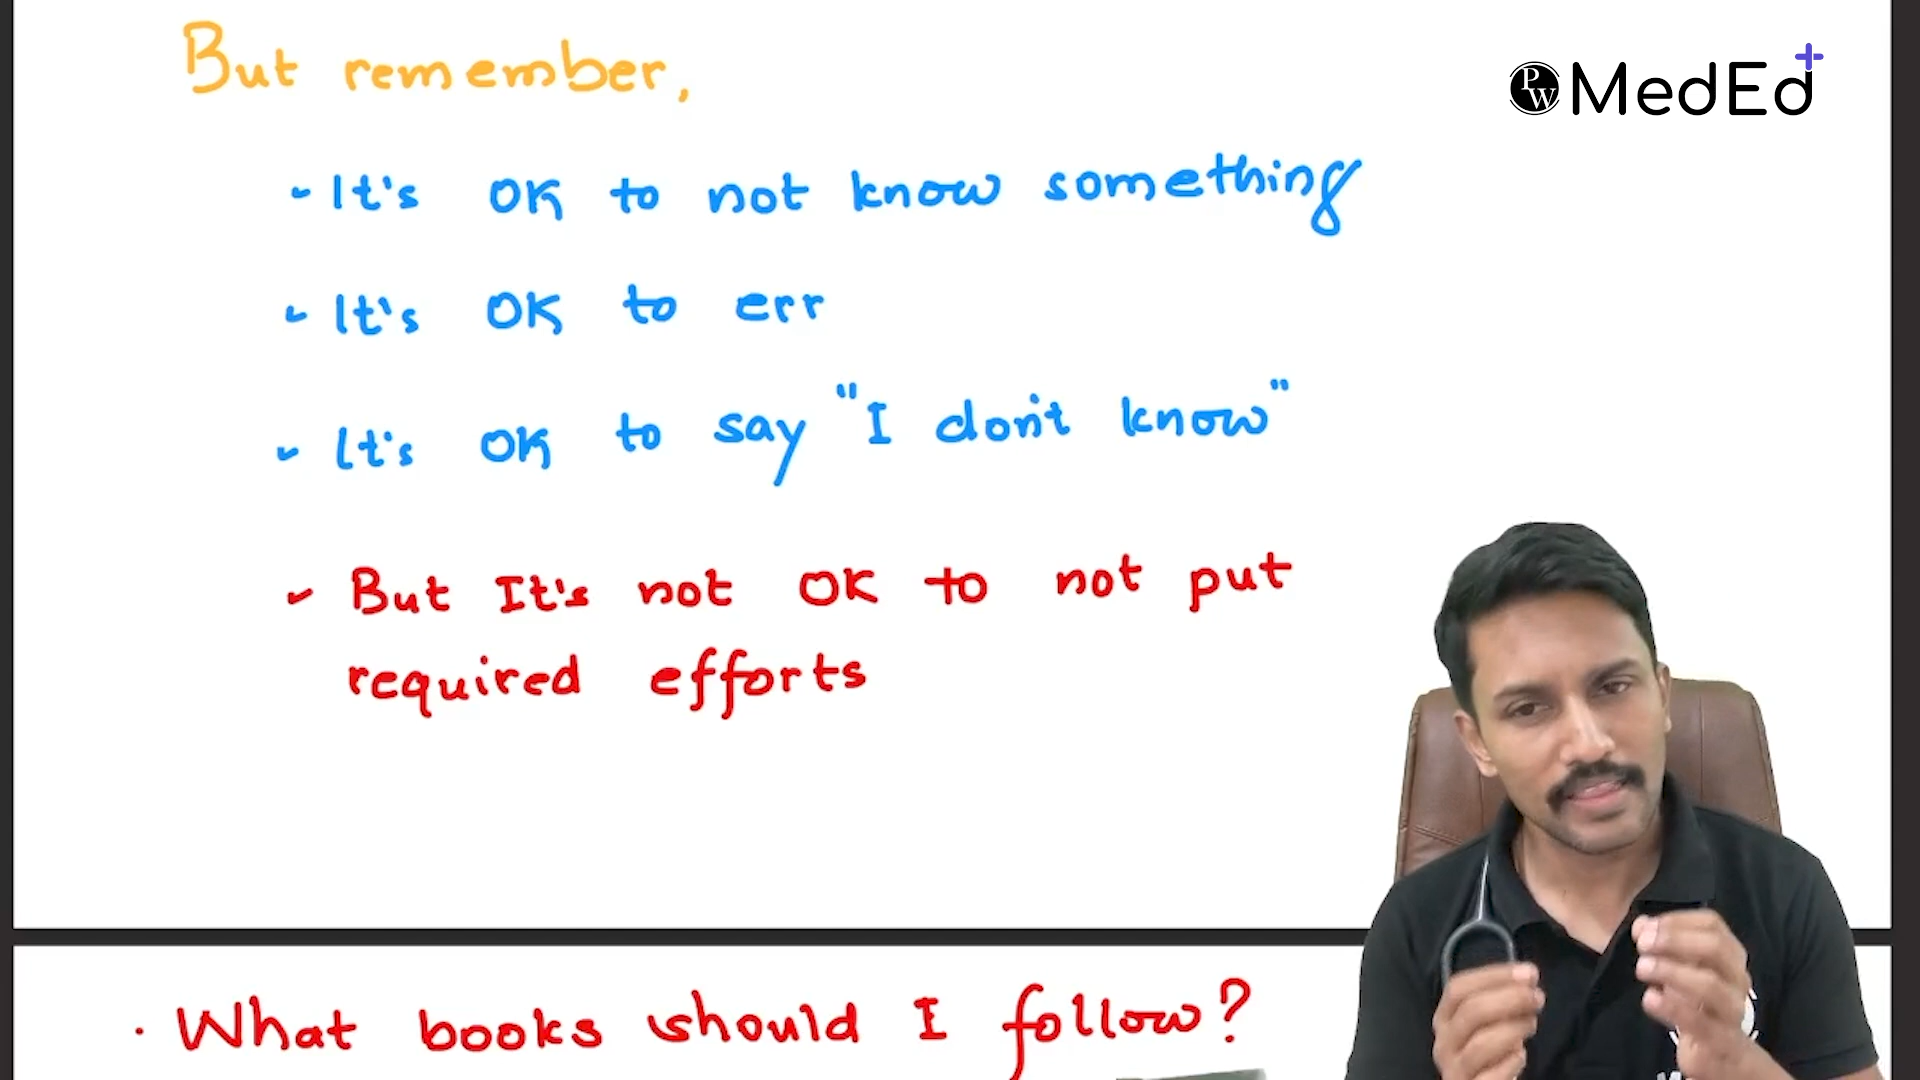 But remember,
PW MedEd+
It's OK to not know something
It's OK to err
It's OK to say "I don't know"
But It's not OK to not put
required efforts
· What books should I follow?